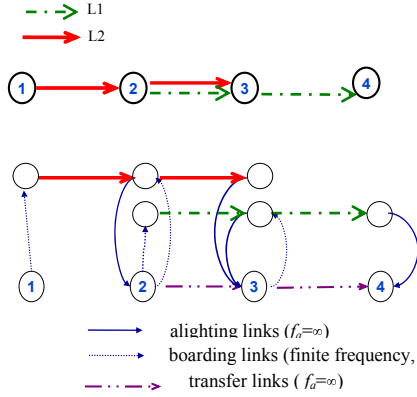 L1
L2
1 2 3 4
1 2 3 4
alighting links (fa=∞)
boarding links (finite frequency,
transfer links ( fa=∞)